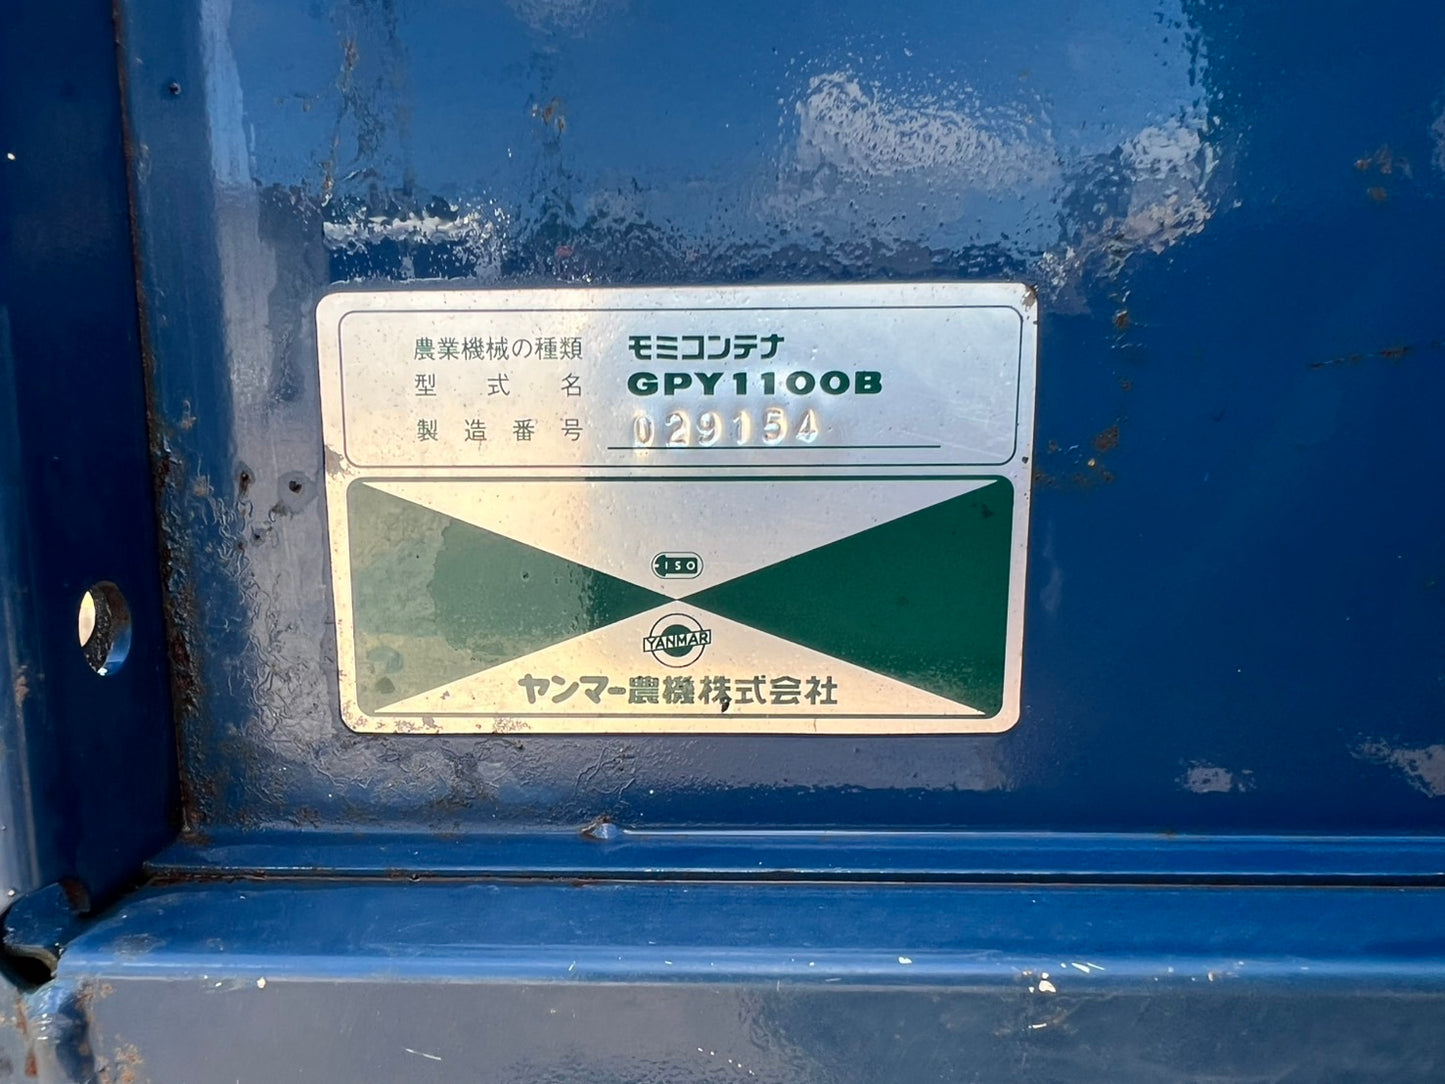 農業機械の種類 モミコンテナ
型式名 GPY1100B
製造番号 029154
ISO
YANMAR
ヤンマー農機株式会社